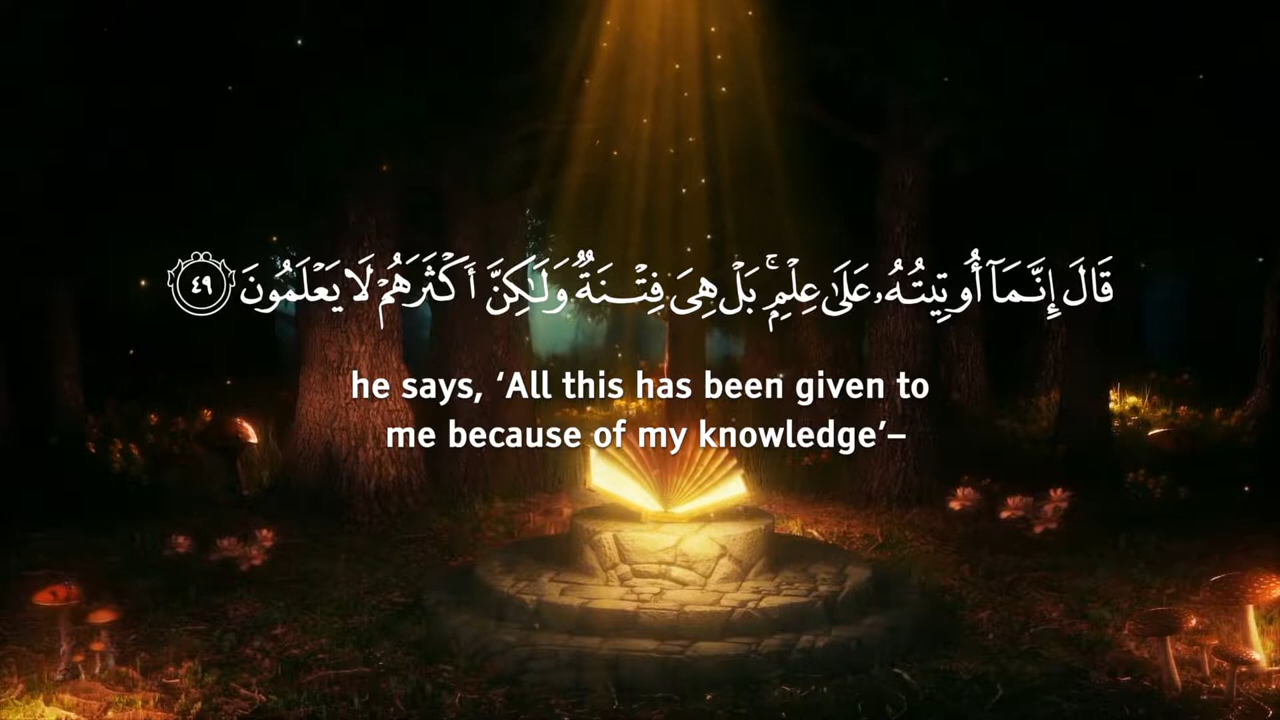 قَالَ إِنَّمَآ أُوتِيتُهُۥ عَلَىٰ عِلْمٍۭ ۚ بَلْ هِىَ فِتْنَةٌ وَلَـٰكِنَّ أَكْثَرَهُمْ لَا يَعْلَمُونَ ٤٩
he says, ‘All this has been given to
me because of my knowledge’–